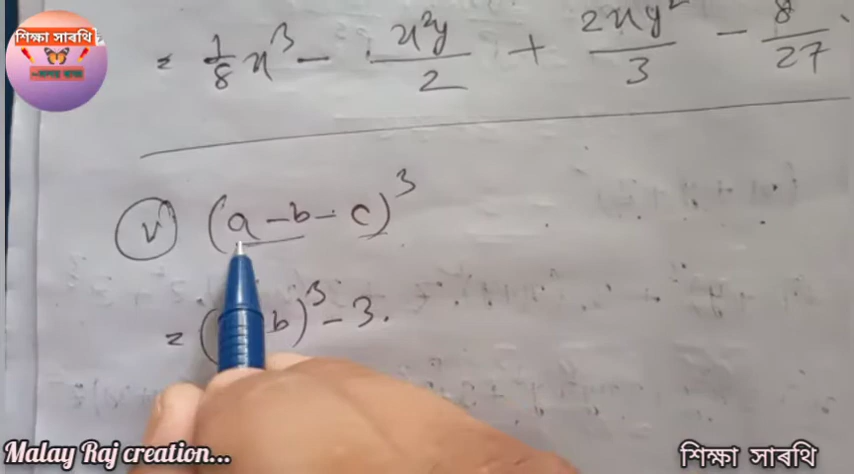 শিক্ষা সাৰথি
= 1/8 x³ - x²y/2 + 2xy²/3 - 8/27
(v) (a - b - c)³
= ( b)³ - 3.
Malay Raj creation...
শিক্ষা সাৰথি